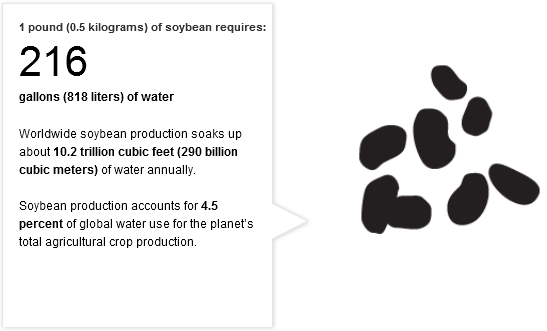 1 pound (0.5 kilograms) of soybean requires:
216
gallons (818 liters) of water
Worldwide soybean production soaks up
about 10.2 trillion cubic feet (290 billion
cubic meters) of water annually.
Soybean production accounts for 4.5
percent of global water use for the planet's
total agricultural crop production.